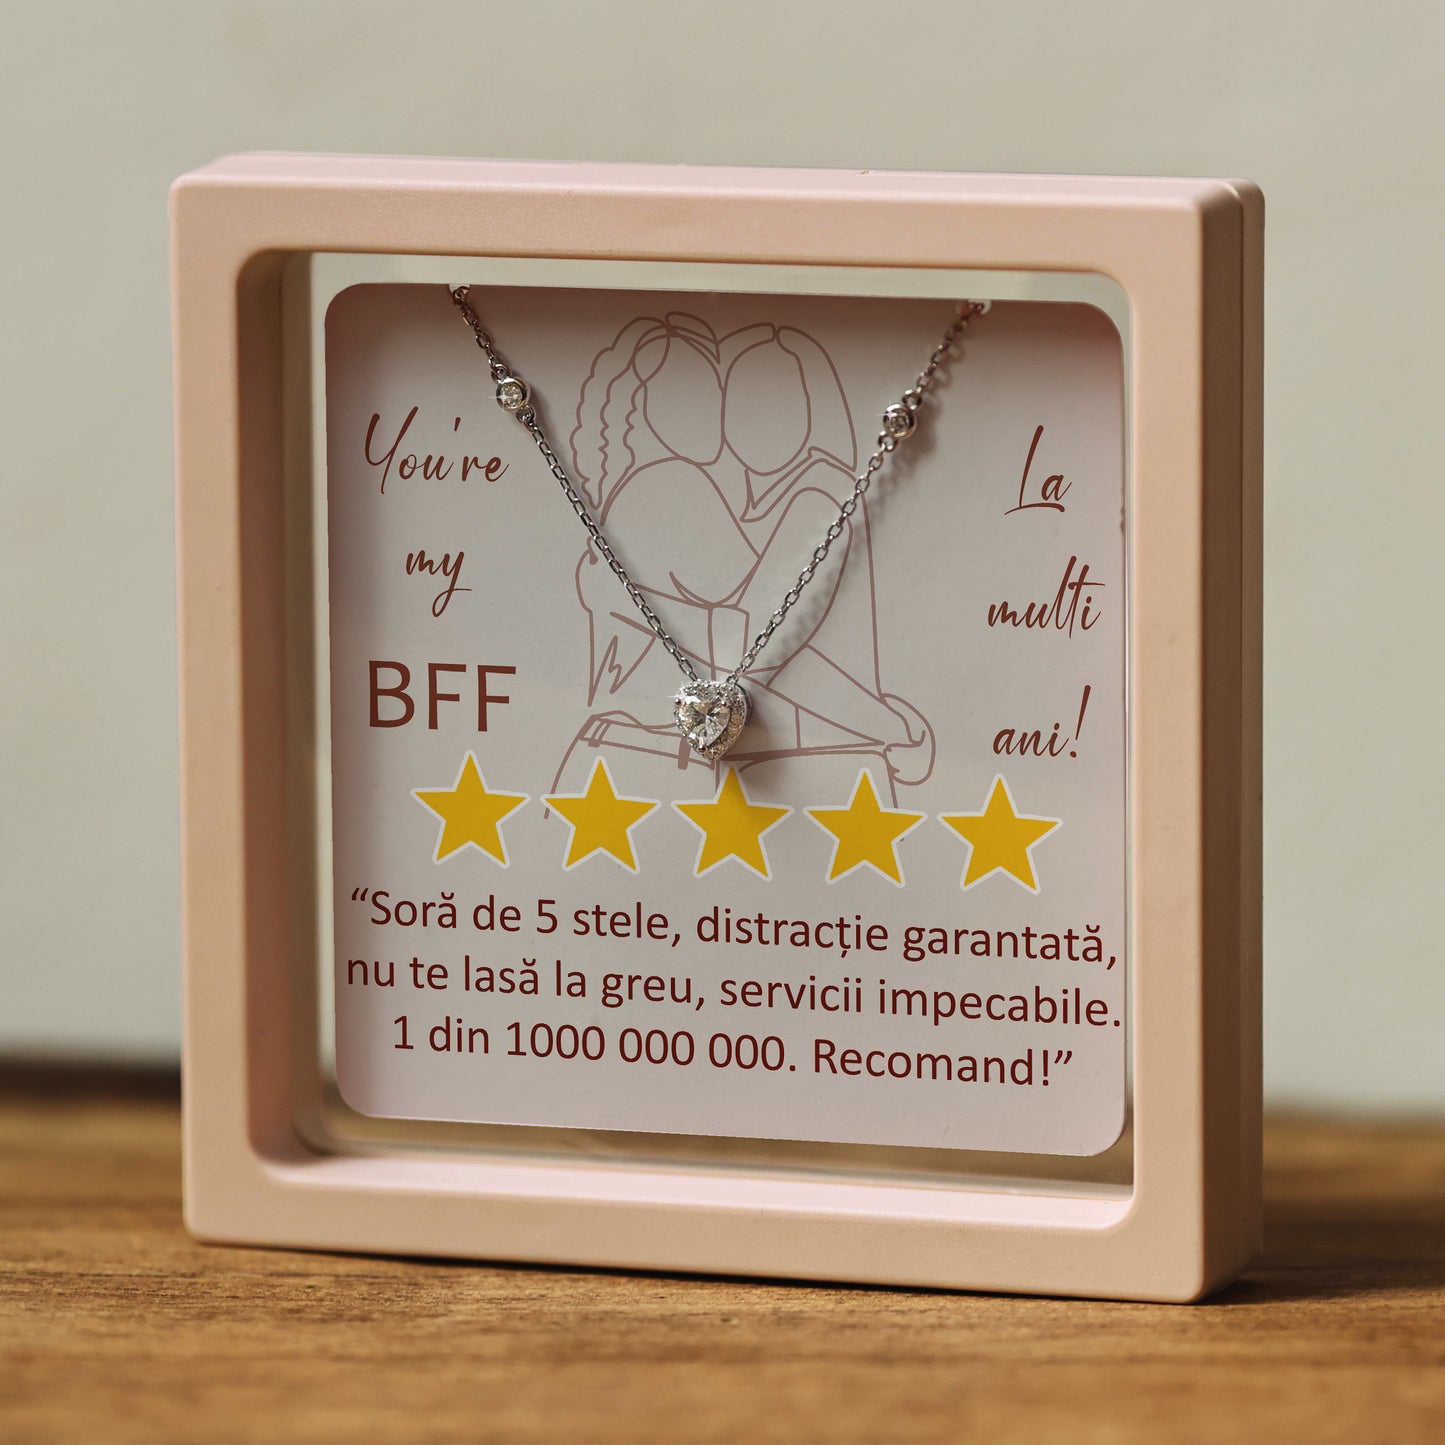 You're
my
BFF
La
multi
ani!
“Soră de 5 stele, distracție garantată,
nu te lasă la greu, servicii impecabile.
1 din 1000 000 000. Recomand!”